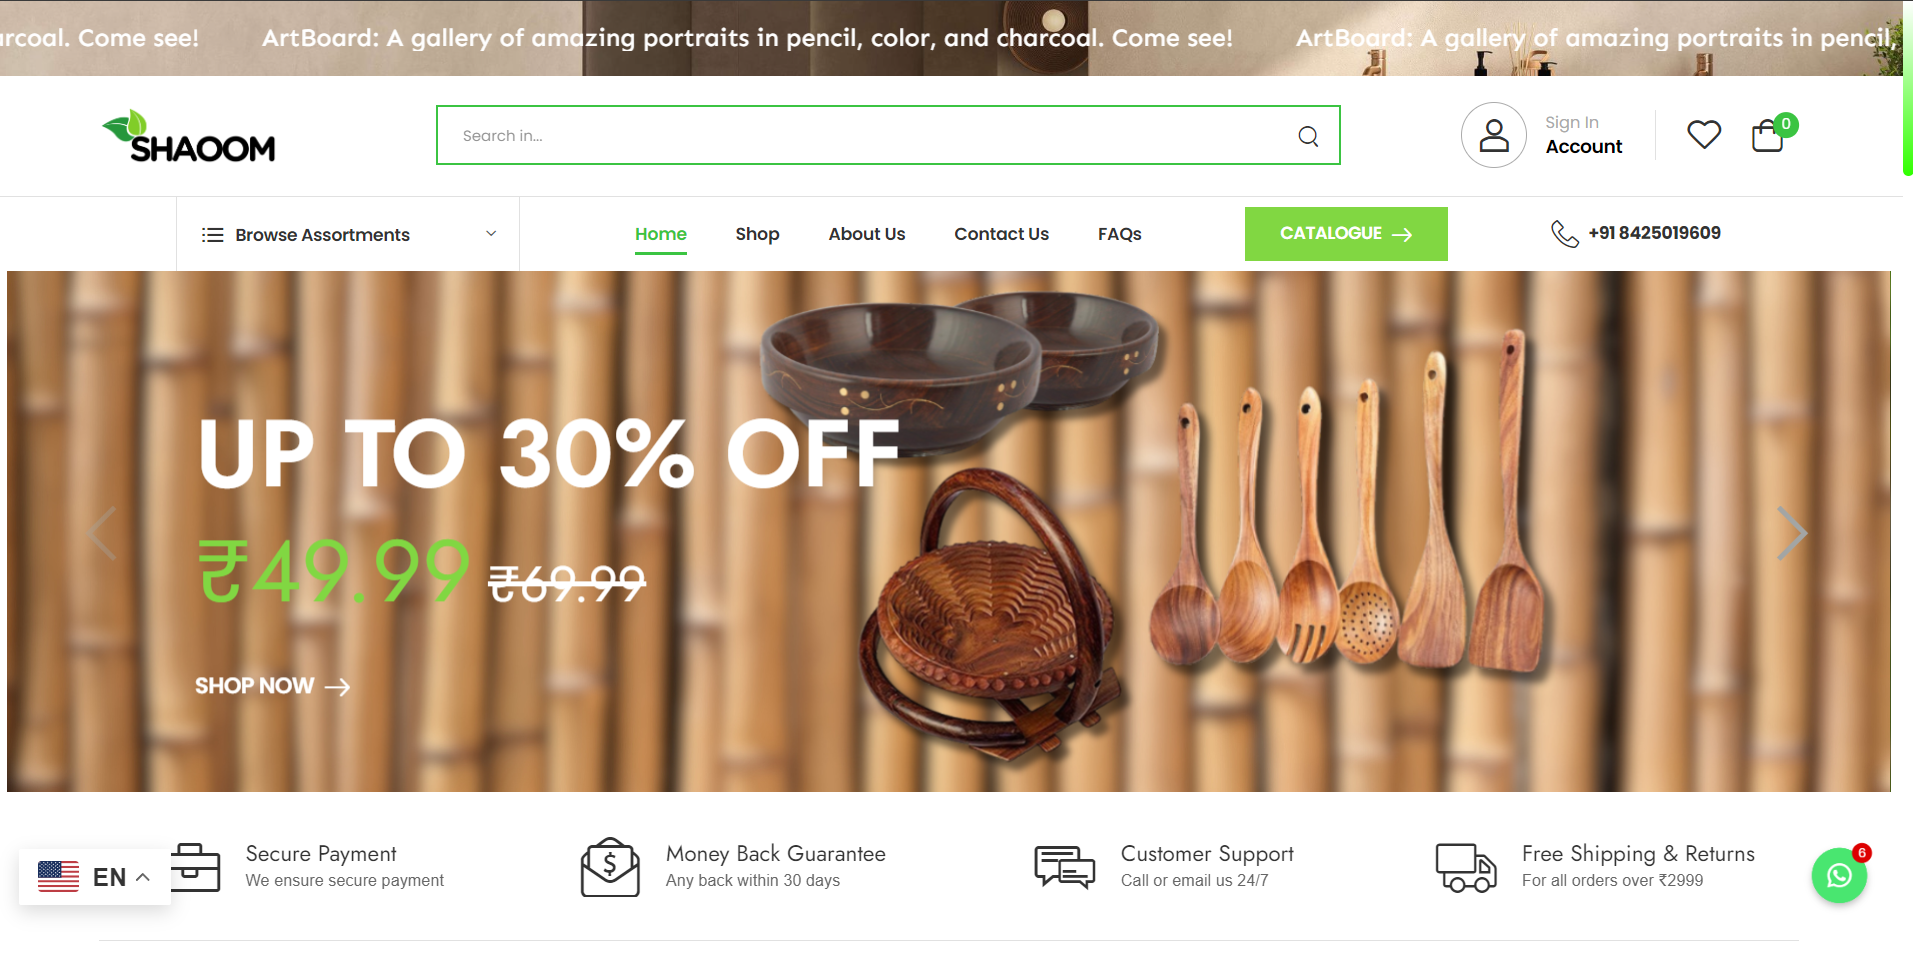 arcoal. Come see! ArtBoard: A gallery of amazing portraits in pencil, color, and charcoal. Come see! ArtBoard: A gallery of amazing portraits in pencil,
SHAOOM
Search in...
Sign In
Account
0
Browse Assortments
Home
Shop
About Us
Contact Us
FAQs
CATALOGUE
+91 8425019609
UP TO 30% OFF
₹49.99 ₹69.99
SHOP NOW
Secure Payment
We ensure secure payment
Money Back Guarantee
Any back within 30 days
Customer Support
Call or email us 24/7
Free Shipping & Returns
For all orders over ₹2999
EN
6